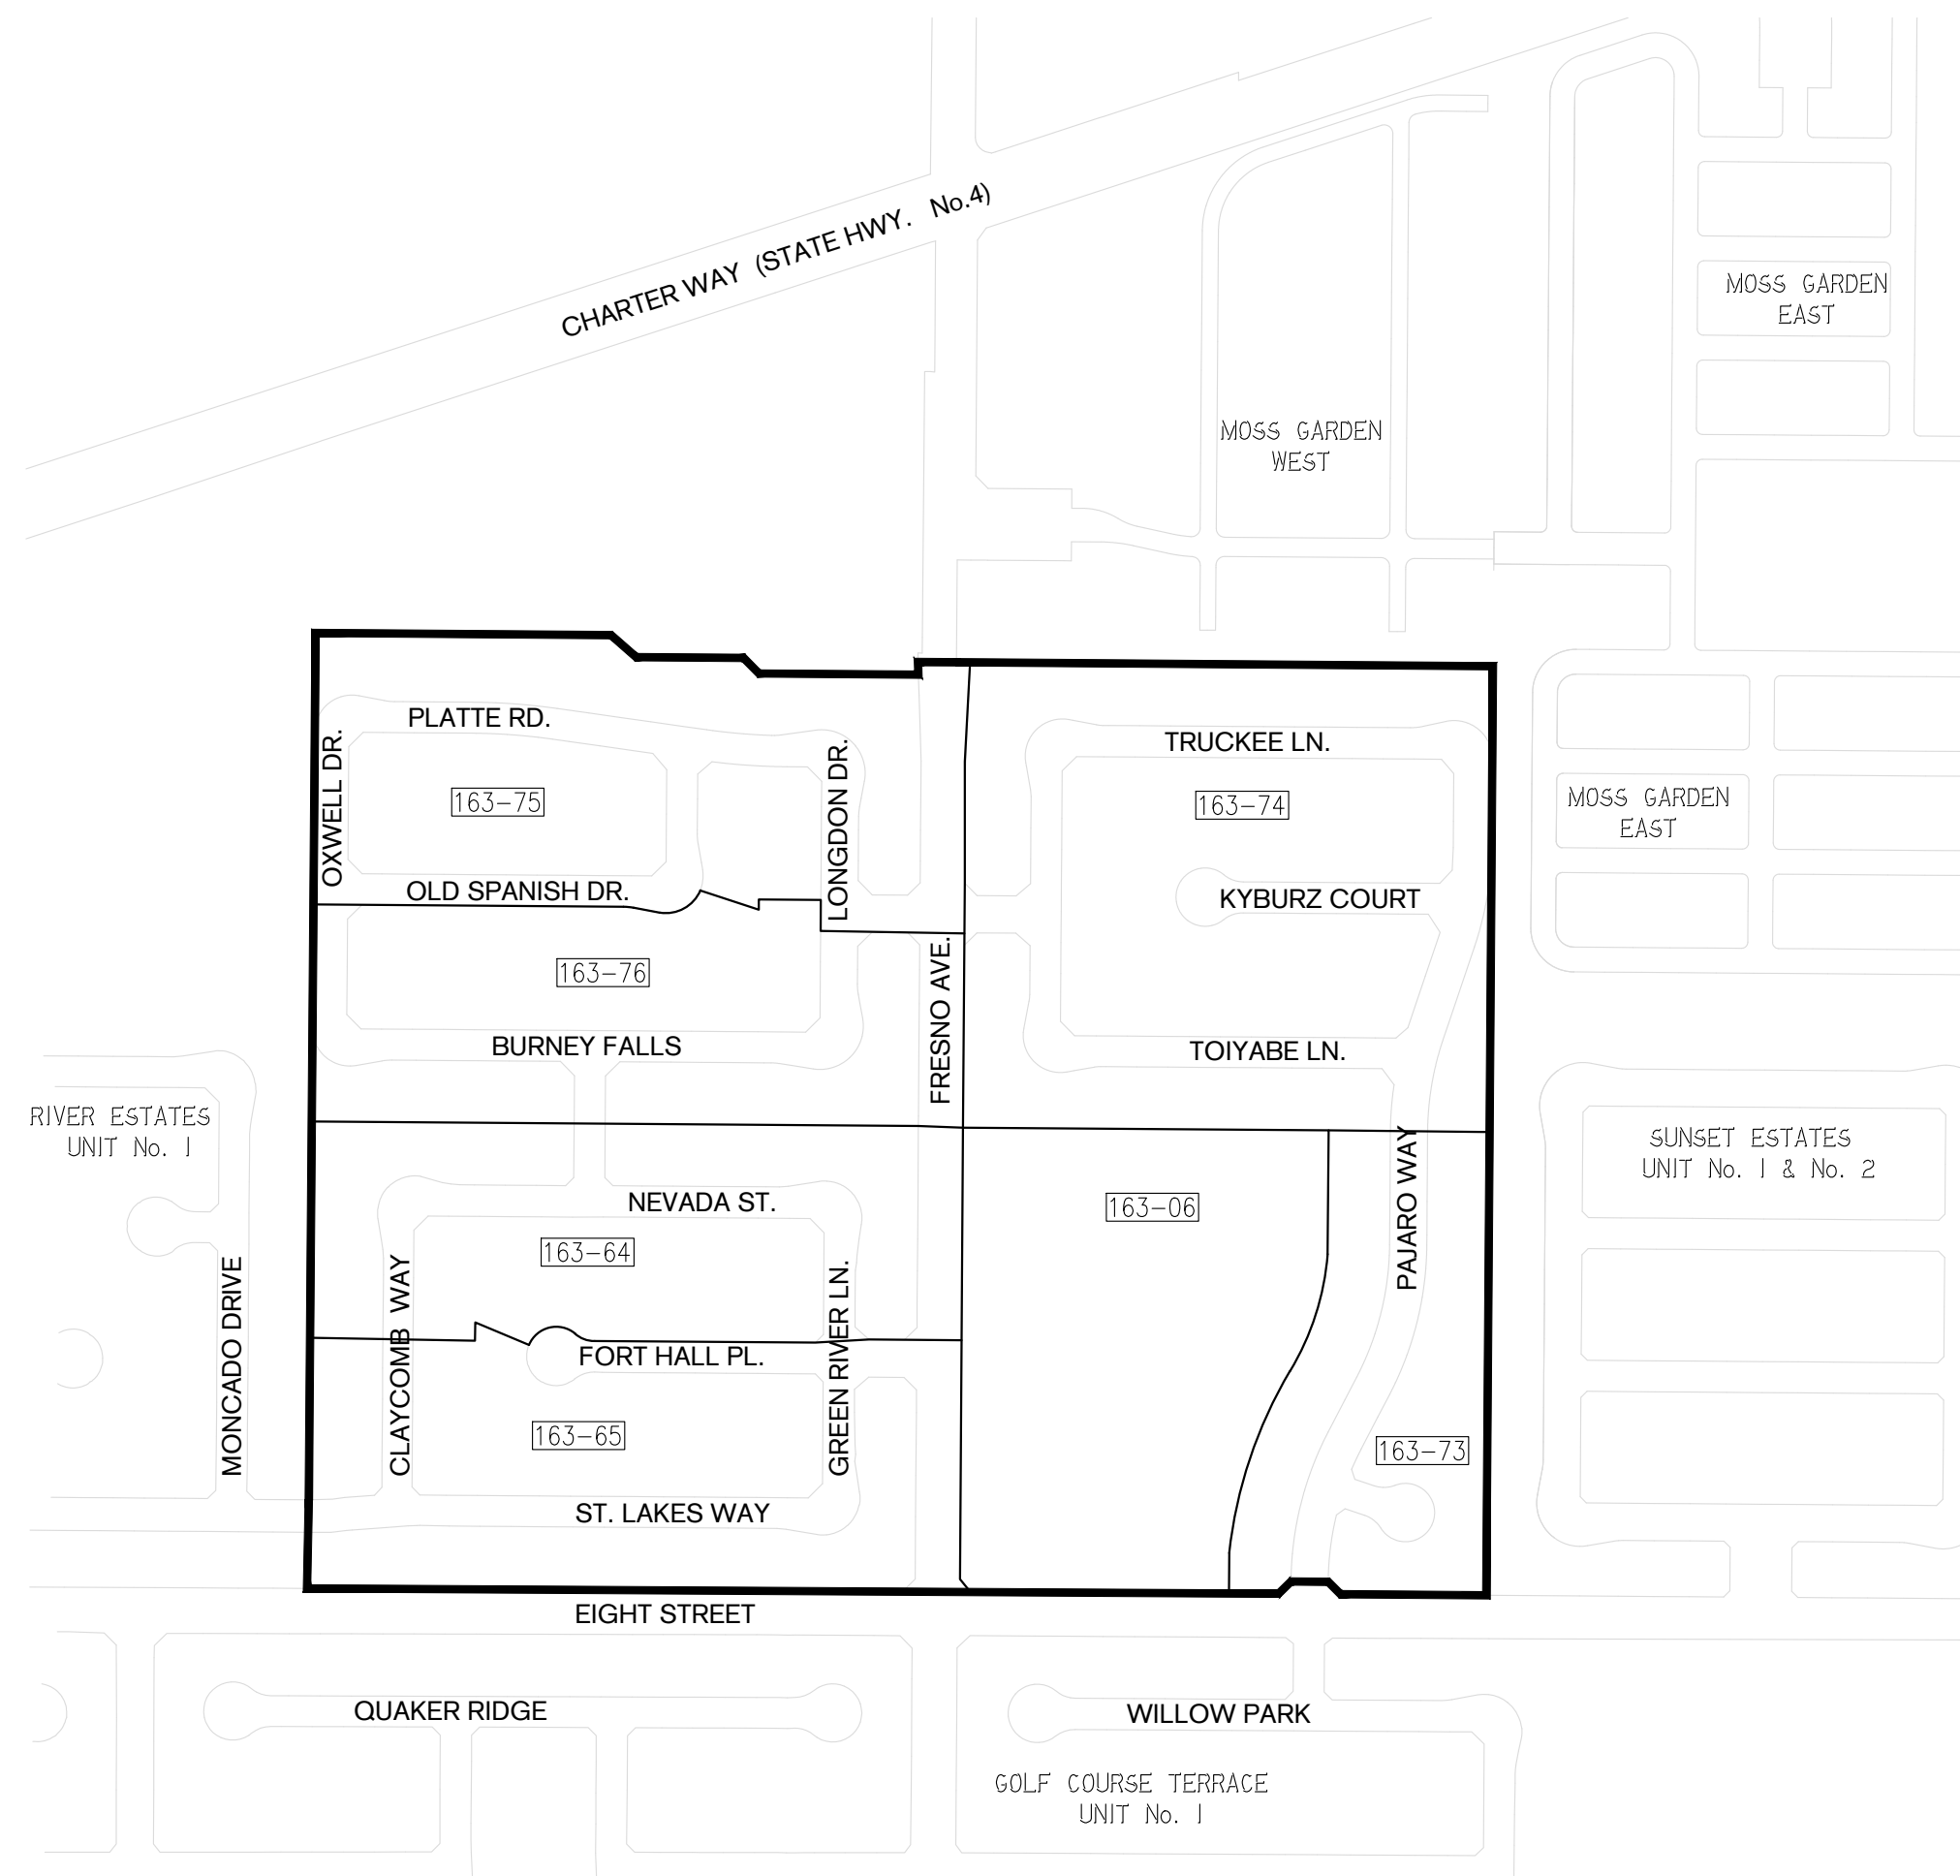 CHARTER WAY (STATE HWY. No.4)
MOSS GARDEN
EAST
MOSS GARDEN
WEST
PLATTE RD.
OXWELL DR.
163-75
LONGDON DR.
TRUCKEE LN.
163-74
MOSS GARDEN
EAST
OLD SPANISH DR.
KYBURZ COURT
163-76
FRESNO AVE.
BURNEY FALLS
TOIYABE LN.
RIVER ESTATES
UNIT No. 1
SUNSET ESTATES
UNIT No. 1 & No. 2
PAJARO WAY
NEVADA ST.
163-06
163-64
MONCADO DRIVE
CLAYCOMB WAY
GREEN RIVER LN.
FORT HALL PL.
163-65
163-73
ST. LAKES WAY
EIGHT STREET
QUAKER RIDGE
WILLOW PARK
GOLF COURSE TERRACE
UNIT No. 1